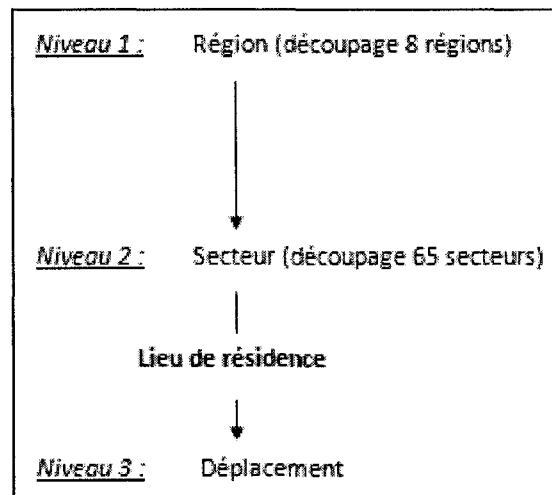 Niveau 1 : Région (découpage 8 régions)
Niveau 2 : Secteur (découpage 65 secteurs)
Lieu de résidence
Niveau 3 : Déplacement